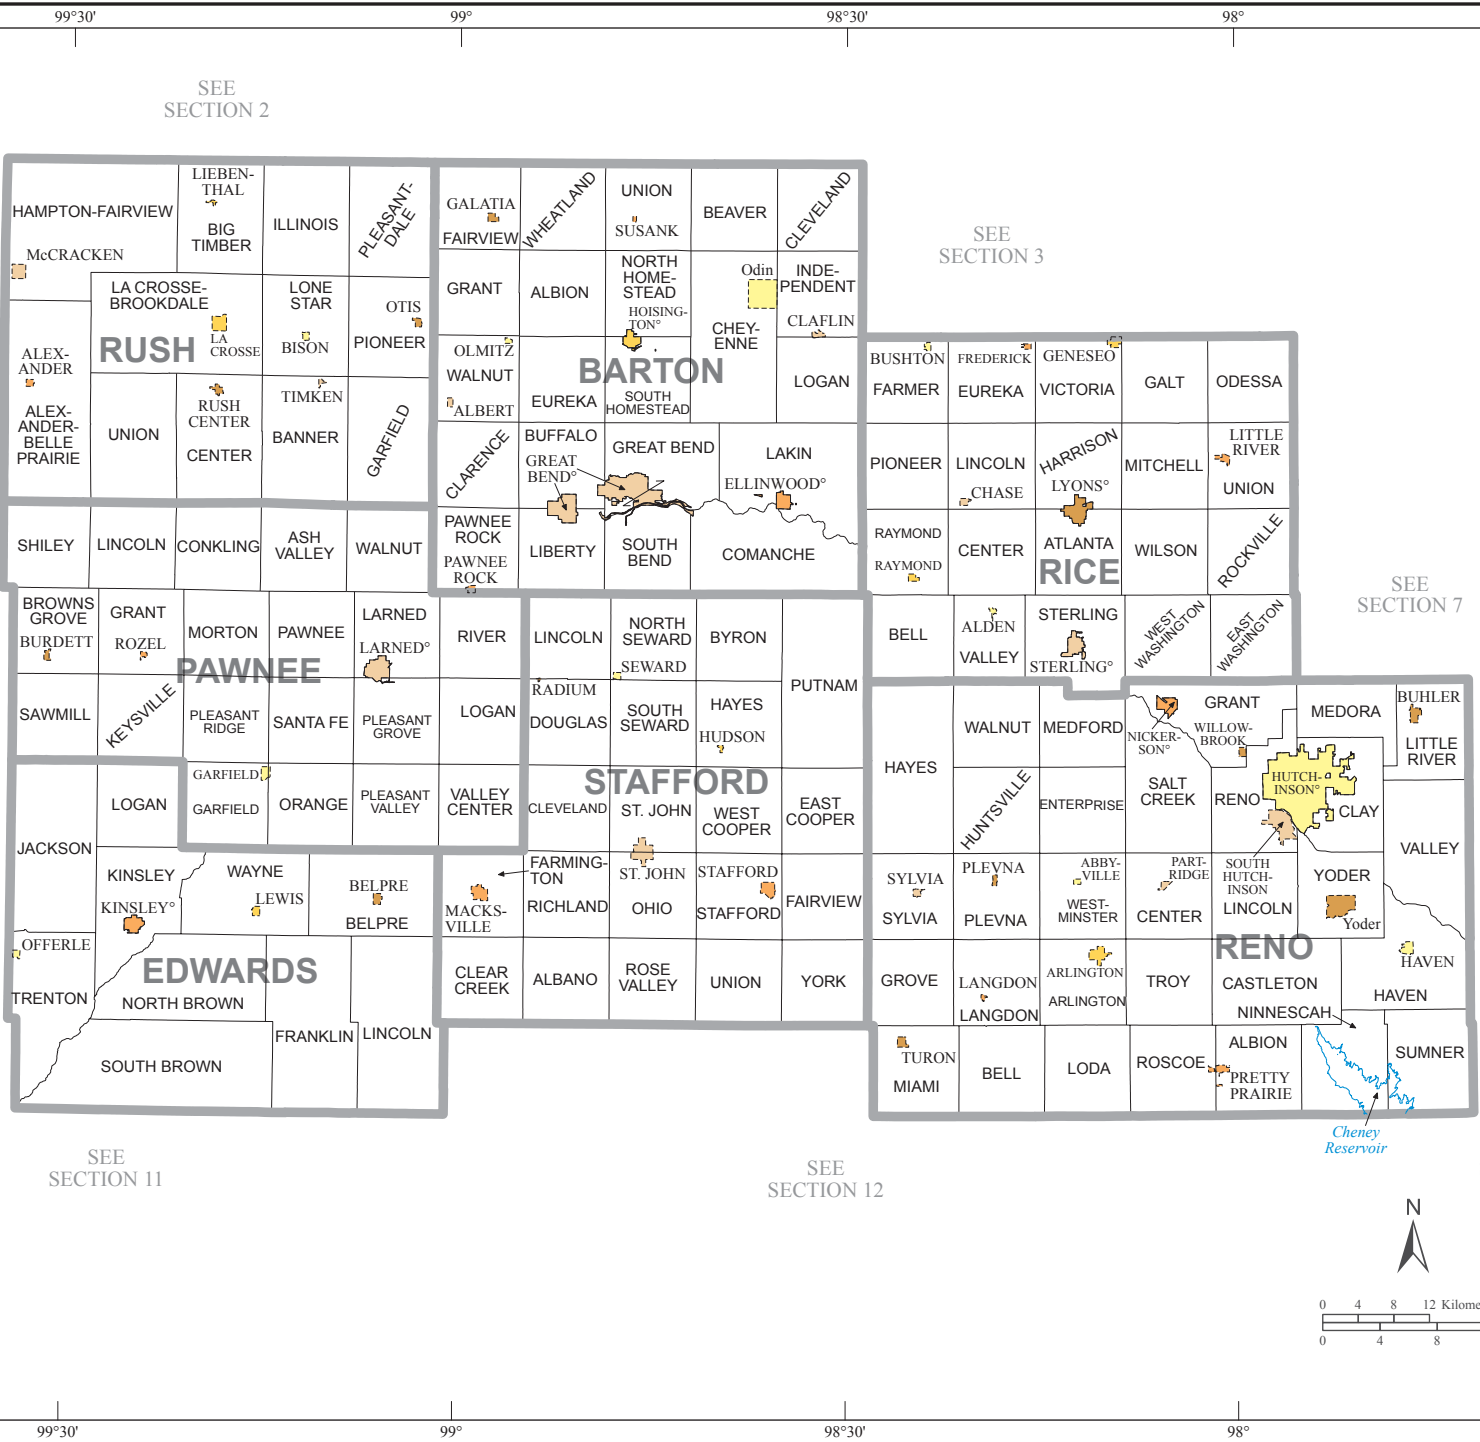 99°30'
99°
98°30'
98°
SEE
SECTION 2
SEE
SECTION 3
SEE
SECTION 7
SEE
SECTION 11
SEE
SECTION 12
HAMPTON-FAIRVIEW
McCRACKEN
LIEBEN-
THAL
BIG
TIMBER
ILLINOIS
PLEASANT-
DALE
LA CROSSE-
BROOKDALE
LA
CROSSE
LONE
STAR
BISON
OTIS
PIONEER
RUSH
ALEX-
ANDER
ALEX-
ANDER-
BELLE
PRAIRIE
UNION
RUSH
CENTER
CENTER
TIMKEN
BANNER
GARFIELD
GALATIA
FAIRVIEW
WHEATLAND
UNION
SUSANK
BEAVER
CLEVELAND
GRANT
ALBION
NORTH
HOME-
STEAD
HOISING-
TON°
Odin
CHEY-
ENNE
INDE-
PENDENT
CLAFLIN
OLMITZ
WALNUT
ALBERT
EUREKA
BARTON
SOUTH
HOMESTEAD
LOGAN
CLARENCE
BUFFALO
GREAT
BEND°
GREAT BEND
LAKIN
ELLINWOOD°
PAWNEE
ROCK
PAWNEE
ROCK
LIBERTY
SOUTH
BEND
COMANCHE
BUSHTON
FARMER
FREDERICK
EUREKA
GENESEO
VICTORIA
GALT
ODESSA
PIONEER
LINCOLN
CHASE
HARRISON
LYONS°
MITCHELL
LITTLE
RIVER
UNION
RAYMOND
RAYMOND
CENTER
ATLANTA
RICE
WILSON
ROCKVILLE
BELL
ALDEN
VALLEY
STERLING
STERLING°
WEST
WASHINGTON
EAST
WASHINGTON
SHILEY
LINCOLN
CONKLING
ASH
VALLEY
WALNUT
BROWNS
GROVE
BURDETT
GRANT
ROZEL
MORTON
PAWNEE
LARNED
LARNED°
RIVER
PAWNEE
SAWMILL
KEYSVILLE
PLEASANT
RIDGE
SANTA FE
PLEASANT
GROVE
LOGAN
GARFIELD
GARFIELD
ORANGE
PLEASANT
VALLEY
VALLEY
CENTER
LINCOLN
NORTH
SEWARD
SEWARD
BYRON
PUTNAM
RADIUM
DOUGLAS
SOUTH
SEWARD
HAYES
HUDSON
STAFFORD
CLEVELAND
ST. JOHN
WEST
COOPER
EAST
COOPER
FARMING-
TON
RICHLAND
MACKS-
VILLE
ST. JOHN
OHIO
STAFFORD
STAFFORD
FAIRVIEW
CLEAR
CREEK
ALBANO
ROSE
VALLEY
UNION
YORK
JACKSON
LOGAN
KINSLEY
KINSLEY°
WAYNE
LEWIS
BELPRE
BELPRE
OFFERLE
TRENTON
EDWARDS
NORTH BROWN
SOUTH BROWN
FRANKLIN
LINCOLN
HAYES
WALNUT
MEDFORD
NICKER-
SON°
GRANT
WILLOW-
BROOK
MEDORA
BUHLER
LITTLE
RIVER
HUNTSVILLE
ENTERPRISE
SALT
CREEK
RENO
HUTCH-
INSON°
CLAY
VALLEY
SYLVIA
SYLVIA
PLEVNA
PLEVNA
ABBY-
VILLE
WEST-
MINSTER
PART-
RIDGE
CENTER
SOUTH
HUTCH-
INSON
LINCOLN
YODER
Yoder
RENO
GROVE
LANGDON
LANGDON
ARLINGTON
ARLINGTON
TROY
CASTLETON
NINNESCAH
HAVEN
HAVEN
TURON
MIAMI
BELL
LODA
ROSCOE
ALBION
PRETTY
PRAIRIE
SUMNER
Cheney
Reservoir
N
0 4 8 12 Kilome
0 4 8
99°30'
99°
98°30'
98°